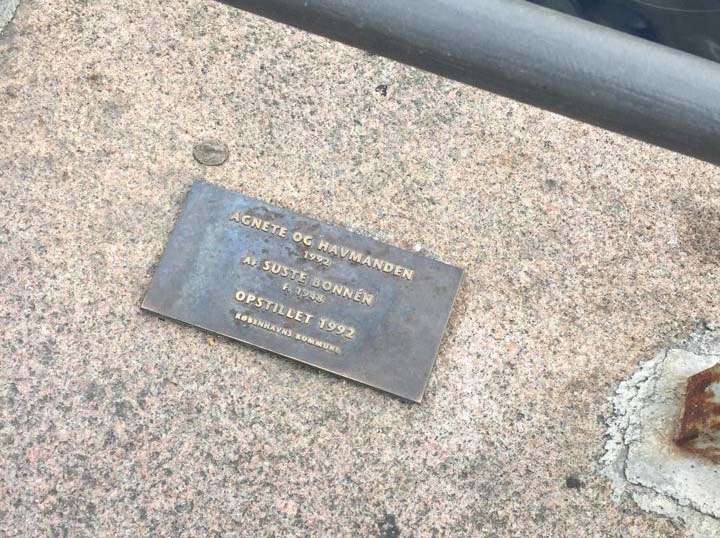 AGNETE OG HAVMANDEN
1992
AF SUSTE BONNÉN
F. 1948
OPSTILLET 1992
KØBENHAVNS KOMMUNE